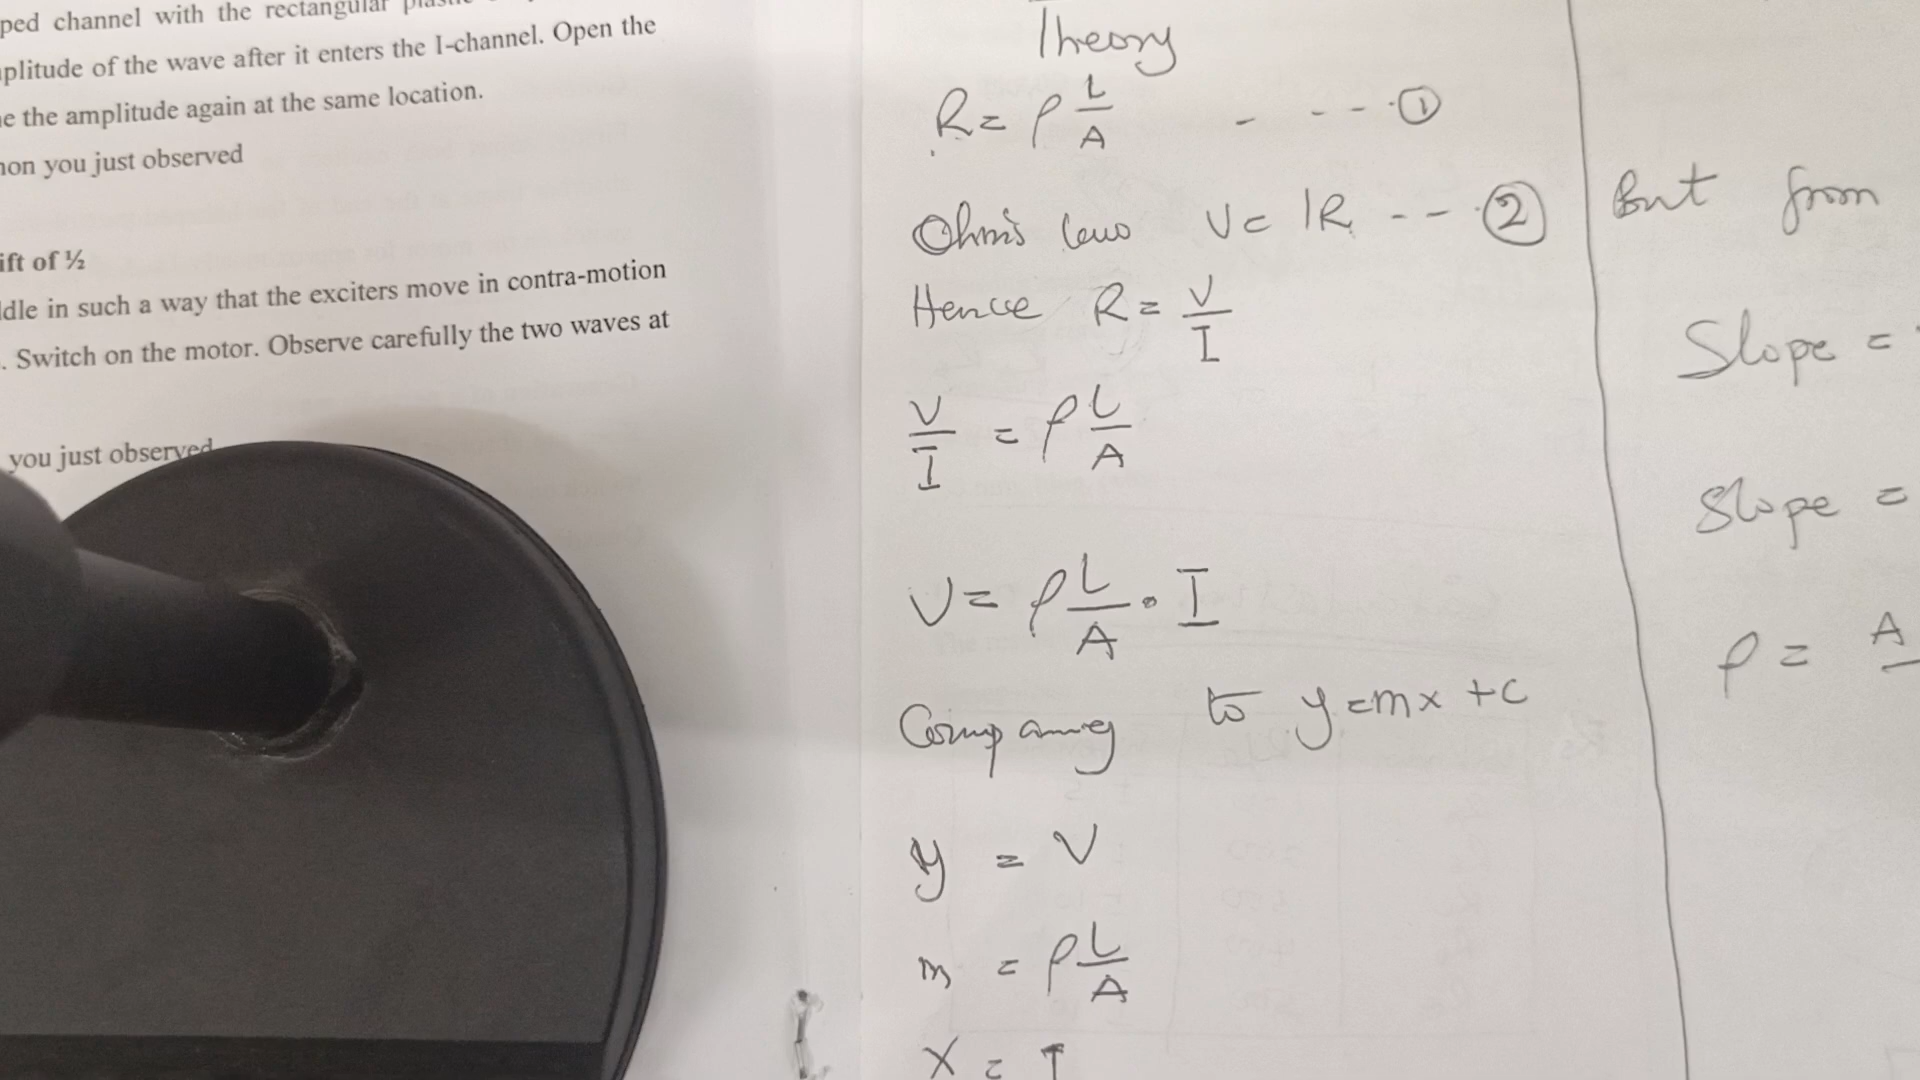 ped channel with the rectangular
plitude of the wave after it enters the I-channel. Open the
e the amplitude again at the same location.
non you just observed
ift of ½
dle in such a way that the exciters move in contra-motion
. Switch on the motor. Observe carefully the two waves at
you just observed
Theory
R = ρ L/A - - - - ①
Ohm's law V = IR - - - ②
Hence R = V/I
V/I = ρ L/A
V = ρ L/A • I
Comparing to y = mx + c
y = V
m = ρ L/A
X = I
But from
Slope =
Slope =
ρ = A